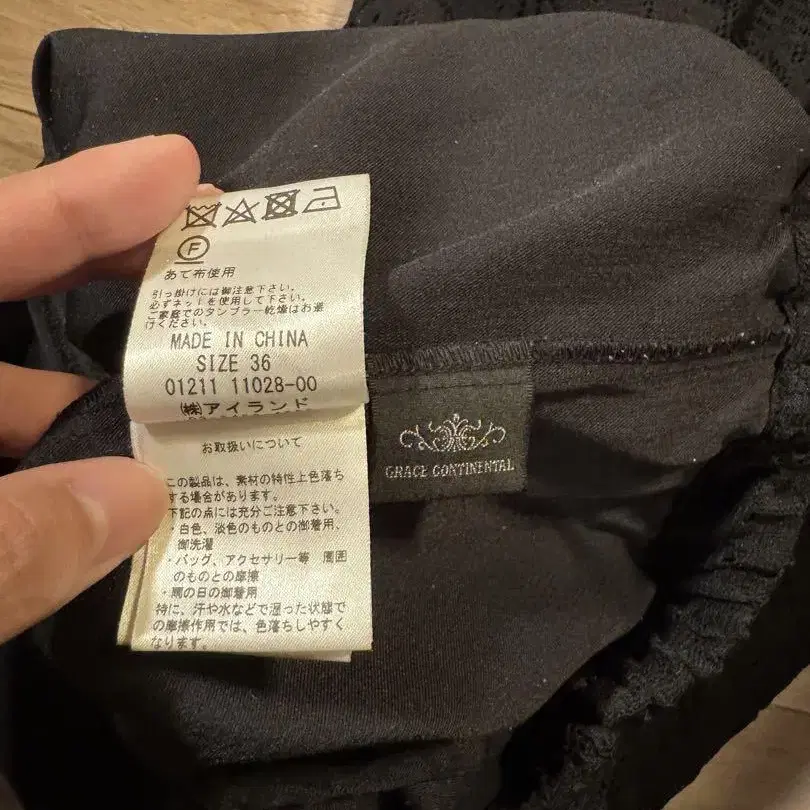 F
あて布使用
引っ掛けには御注意下さい。
必ずネットを使用して下さい。
ご家庭でのタンブラー乾燥はお避
けください。
MADE IN CHINA
SIZE 36
01211 11028-00
㈱アイランド
お取扱いについて
この製品は、素材の特性上色落ち
する場合があります。
下記の点には充分ご注意下さい。
・白色、淡色のものとの御着用、
御洗濯
・バッグ、アクセサリー等 周囲
のものとの摩擦
・雨の日の御着用
特に、汗や水などで湿った状態で
の摩擦作用では、色落ちしやすく
なります。
GRACE CONTINENTAL